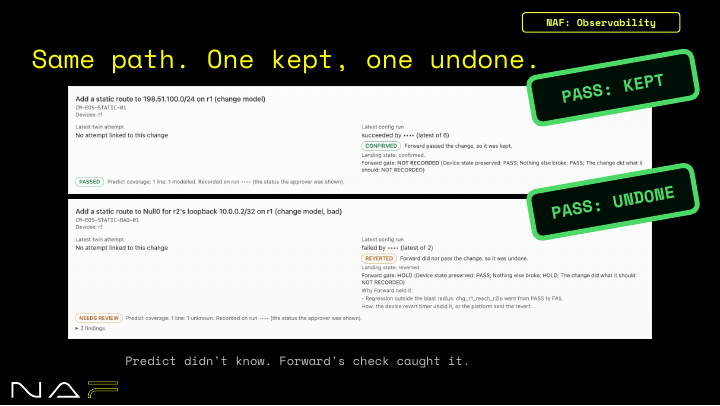 NAF: Observability
Same path. One kept, one undone.
PASS: KEPT
Add a static route to 198.51.100.0/24 on r1 (change model)
CM-EOS-STATIC-01
Devices: r1
Latest twin attempt
No attempt linked to this change
Latest config run
succeeded by •••• (latest of 6)
CONFIRMED Forward passed the change, so it was kept.
Landing state: confirmed.
Forward gate: NOT RECORDED (Device state preserved: PASS; Nothing else broke: PASS; The change did what it
should: NOT RECORDED)
PASSED Predict coverage: 1 line: 1 modelled. Recorded on run •••• (the status the approver was shown).
PASS: UNDONE
Add a static route to Null0 for r2's loopback 10.0.0.2/32 on r1 (change model, bad)
CM-EOS-STATIC-BAD-01
Devices: r1
Latest twin attempt
No attempt linked to this change
Latest config run
failed by •••• (latest of 2)
REVERTED Forward did not pass the change, so it was undone.
Landing state: reverted.
Forward gate: HOLD (Device state preserved: PASS; Nothing else broke: HOLD; The change did what it should:
NOT RECORDED)
Why Forward held it:
- Regression outside the blast radius: chg_r1_reach_r2lo went from PASS to FAIL
How: the device revert timer undid it, or the platform sent the revert.
NEEDS REVIEW Predict coverage: 1 line: 1 unknown. Recorded on run •••• (the status the approver was shown).
▸ 2 findings
Predict didn't know. Forward's check caught it.
NAF